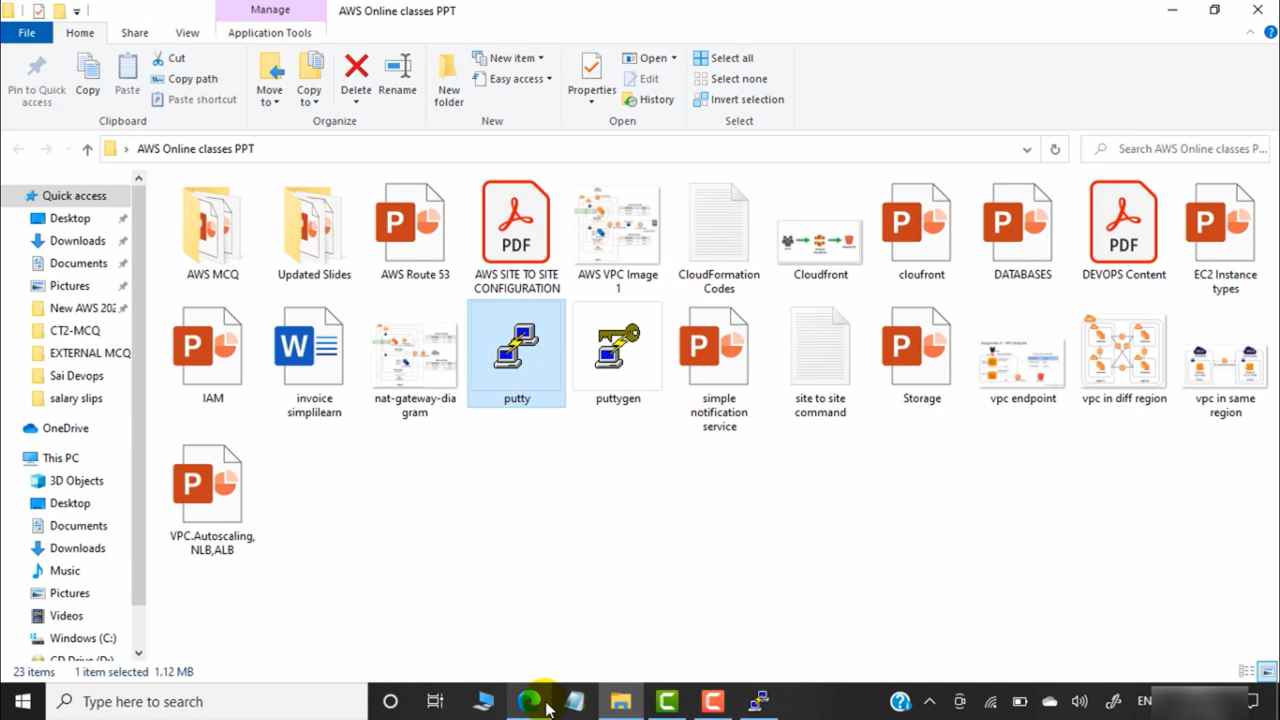 Manage
AWS Online classes PPT
File
Home
Share
View
Application Tools
Pin to Quick
access
Copy
Paste
Cut
Copy path
Paste shortcut
Move
to
Copy
to
Delete
Rename
New
folder
New item
Easy access
Properties
Open
Edit
History
Select all
Select none
Invert selection
Clipboard
Organize
New
Open
Select
AWS Online classes PPT
Search AWS Online classes P...
Quick access
Desktop
Downloads
Documents
Pictures
New AWS 202
CT2-MCQ
EXTERNAL MCQ
Sai Devops
salary slips
OneDrive
This PC
3D Objects
Desktop
Documents
Downloads
Music
Pictures
Videos
Windows (C:)
CD Drive (D:)
AWS MCQ
Updated Slides
P
AWS Route 53
PDF
AWS SITE TO SITE
CONFIGURATION
AWS VPC Image
1
CloudFormation
Codes
Cloudfront
P
cloufront
P
DATABASES
PDF
DEVOPS Content
P
EC2 Instance
types
P
IAM
W
invoice
simplilearn
nat-gateway-dia
gram
putty
puttygen
P
simple
notification
service
site to site
command
P
Storage
vpc endpoint
vpc in diff region
vpc in same
region
P
VPC.Autoscaling,
NLB,ALB
23 items
1 item selected 1.12 MB
Type here to search
EN